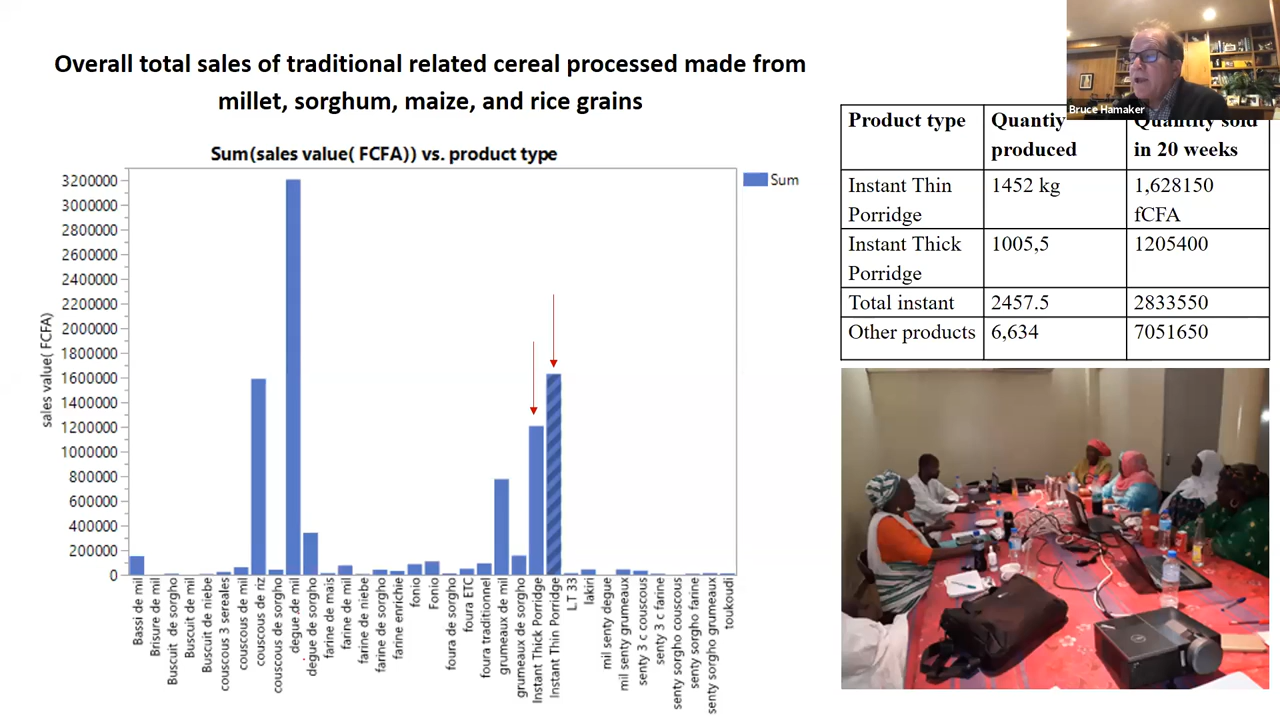 Overall total sales of traditional related cereal processed made from
millet, sorghum, maize, and rice grains
Sum(sales value( FCFA)) vs. product type
sales value( FCFA)
3200000
3000000
2800000
2600000
2400000
2200000
2000000
1800000
1600000
1400000
1200000
1000000
800000
600000
400000
200000
0
Bassi de mil
Brisure de mil
Buscuit de sorgho
Buscuit de mil
Buscuit de niebe
couscous 3 sereales
couscous de mil
couscous de riz
couscous de sorgho
degue de mil
degue de sorgho
farine de mais
farine de mil
farine de niebe
farine de sorgho
farine enrichie
fonio
Fonio
foura de sorgho
foura ETC
foura traditionnel
grumeaux de mil
grumeaux de sorgho
Instant Thick Porridge
Instant Thin Porridge
LT 33
lakiri
mil senty degue
mil senty grumeaux
senty 3 c couscous
senty 3 c farine
senty sorgho couscous
senty sorgho farine
senty sorgho grumeaux
toukoudi
Sum
Bruce Hamaker
Product type Quantiy Quantity sold
produced in 20 weeks
Instant Thin 1452 kg 1,628150
Porridge fCFA
Instant Thick 1005,5 1205400
Porridge
Total instant 2457.5 2833550
Other products 6,634 7051650